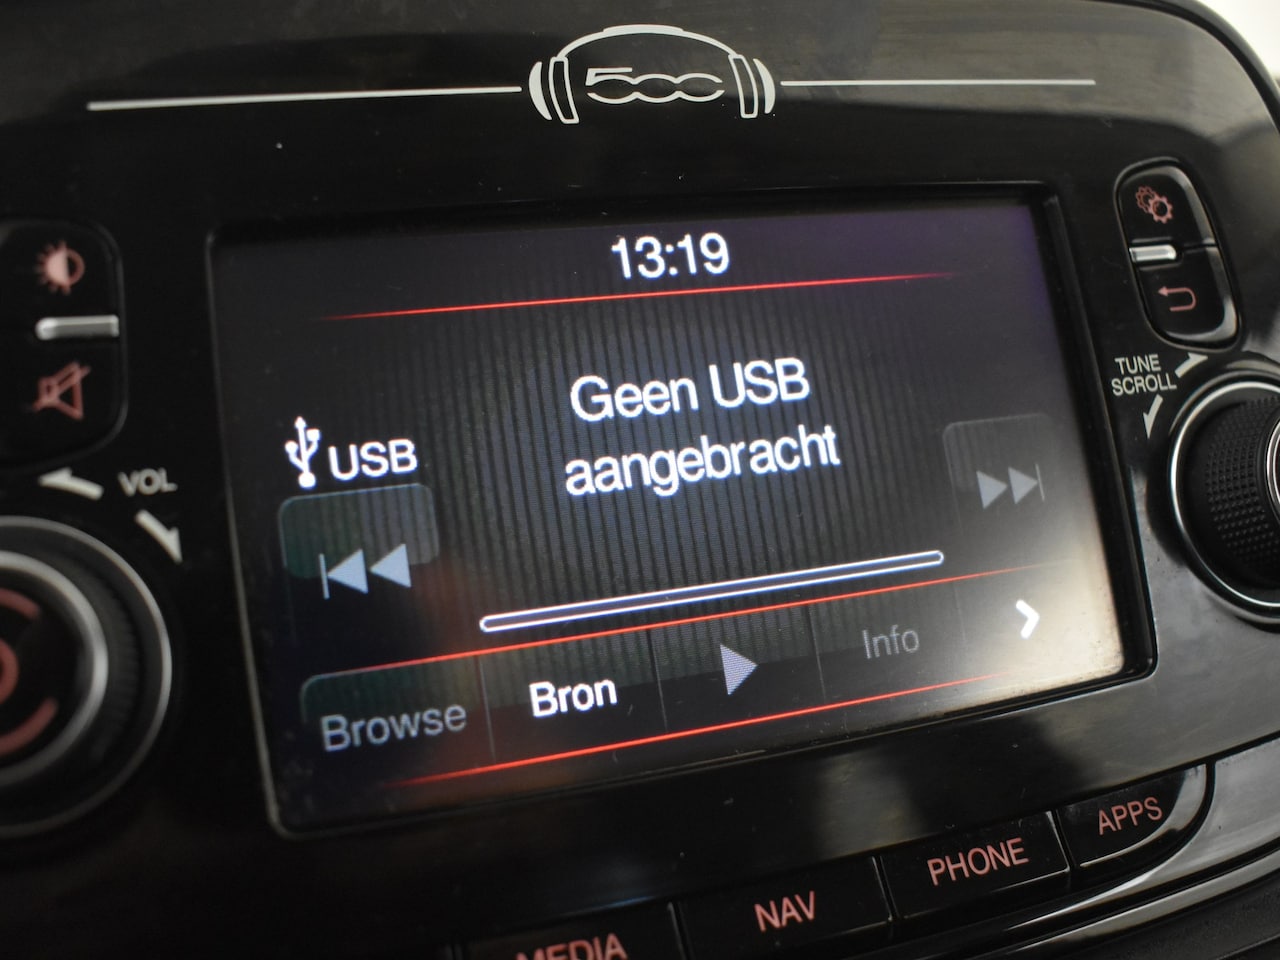 500
13:19
Geen USB
aangebracht
USB
TUNE
SCROLL
VOL
Browse
Bron
Info
MEDIA
NAV
PHONE
APPS